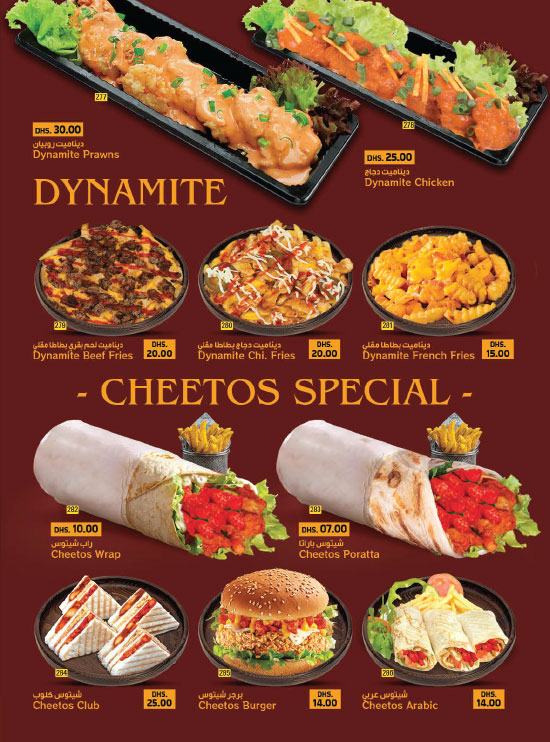 277
278
DHS. 30.00
ديناميت روبيان
Dynamite Prawns
DHS. 25.00
ديناميت دجاج
Dynamite Chicken
DYNAMITE
279
ديناميت لحم بقري بطاطا مقلي
Dynamite Beef Fries
DHS. 20.00
280
ديناميت دجاج بطاطا مقلي
Dynamite Chi. Fries
DHS. 20.00
281
ديناميت بطاطا مقلي
Dynamite French Fries
DHS. 15.00
- CHEETOS SPECIAL -
282
DHS. 10.00
راب شيتوس
Cheetos Wrap
283
DHS. 07.00
شيتوس باراتا
Cheetos Poratta
284
شيتوس كلوب
Cheetos Club
DHS. 25.00
285
برجر شيتوس
Cheetos Burger
DHS. 14.00
286
شيتوس عربي
Cheetos Arabic
DHS. 14.00